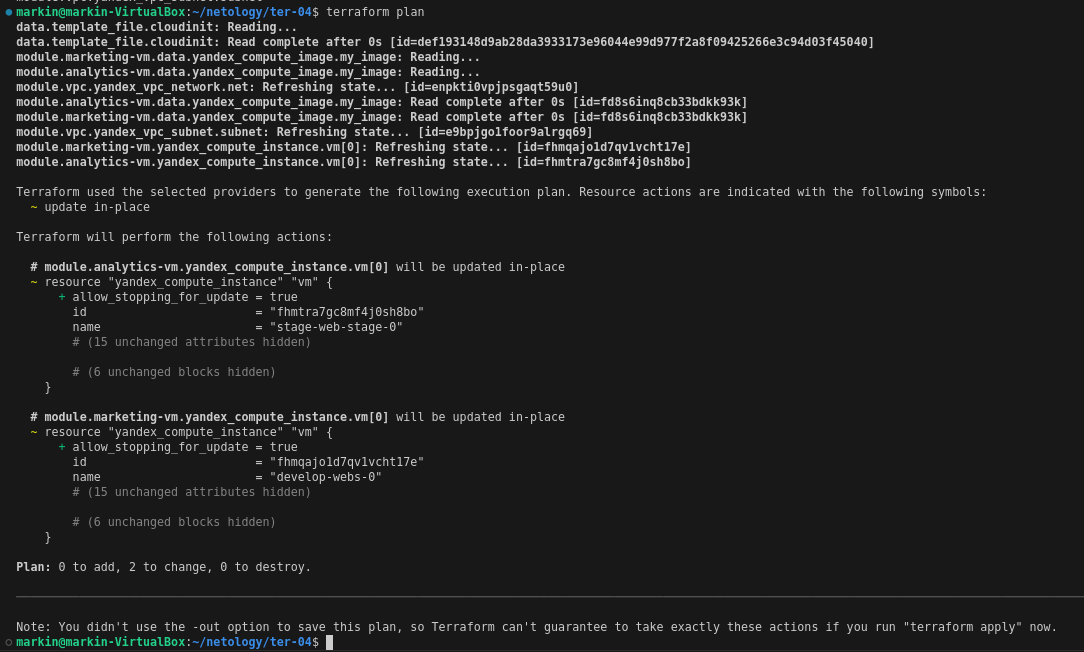 markin@markin-VirtualBox:~/netology/ter-04$ terraform plan
data.template_file.cloudinit: Reading...
data.template_file.cloudinit: Read complete after 0s [id=def193148d9ab28da3933173e96044e99d977f2a8f09425266e3c94d03f45040]
module.marketing-vm.data.yandex_compute_image.my_image: Reading...
module.analytics-vm.data.yandex_compute_image.my_image: Reading...
module.vpc.yandex_vpc_network.net: Refreshing state... [id=enpkti0vpjpsgaqt59u0]
module.analytics-vm.data.yandex_compute_image.my_image: Read complete after 0s [id=fd8s6inq8cb33bdkk93k]
module.marketing-vm.data.yandex_compute_image.my_image: Read complete after 0s [id=fd8s6inq8cb33bdkk93k]
module.vpc.yandex_vpc_subnet.subnet: Refreshing state... [id=e9bpjgo1foor9alrgq69]
module.marketing-vm.yandex_compute_instance.vm[0]: Refreshing state... [id=fhmqajo1d7qv1vcht17e]
module.analytics-vm.yandex_compute_instance.vm[0]: Refreshing state... [id=fhmtra7gc8mf4j0sh8bo]
Terraform used the selected providers to generate the following execution plan. Resource actions are indicated with the following symbols:
~ update in-place
Terraform will perform the following actions:
# module.analytics-vm.yandex_compute_instance.vm[0] will be updated in-place
~ resource "yandex_compute_instance" "vm" {
+ allow_stopping_for_update = true
id = "fhmtra7gc8mf4j0sh8bo"
name = "stage-web-stage-0"
# (15 unchanged attributes hidden)
# (6 unchanged blocks hidden)
}
# module.marketing-vm.yandex_compute_instance.vm[0] will be updated in-place
~ resource "yandex_compute_instance" "vm" {
+ allow_stopping_for_update = true
id = "fhmqajo1d7qv1vcht17e"
name = "develop-webs-0"
# (15 unchanged attributes hidden)
# (6 unchanged blocks hidden)
}
Plan: 0 to add, 2 to change, 0 to destroy.
Note: You didn't use the -out option to save this plan, so Terraform can't guarantee to take exactly these actions if you run "terraform apply" now.
markin@markin-VirtualBox:~/netology/ter-04$